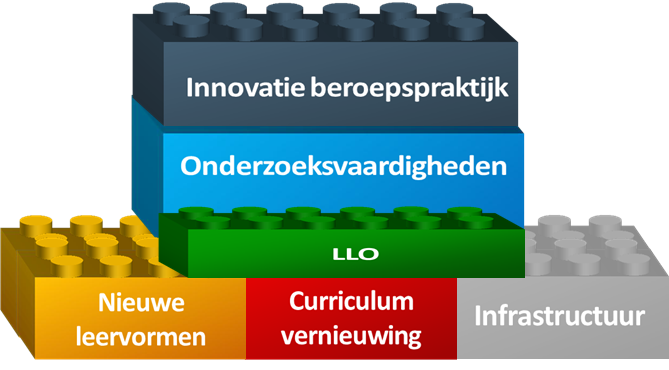 Innovatie beroepspraktijk
Onderzoeksvaardigheden
LLO
Nieuwe
leervormen
Curriculum
vernieuwing
Infrastructuur